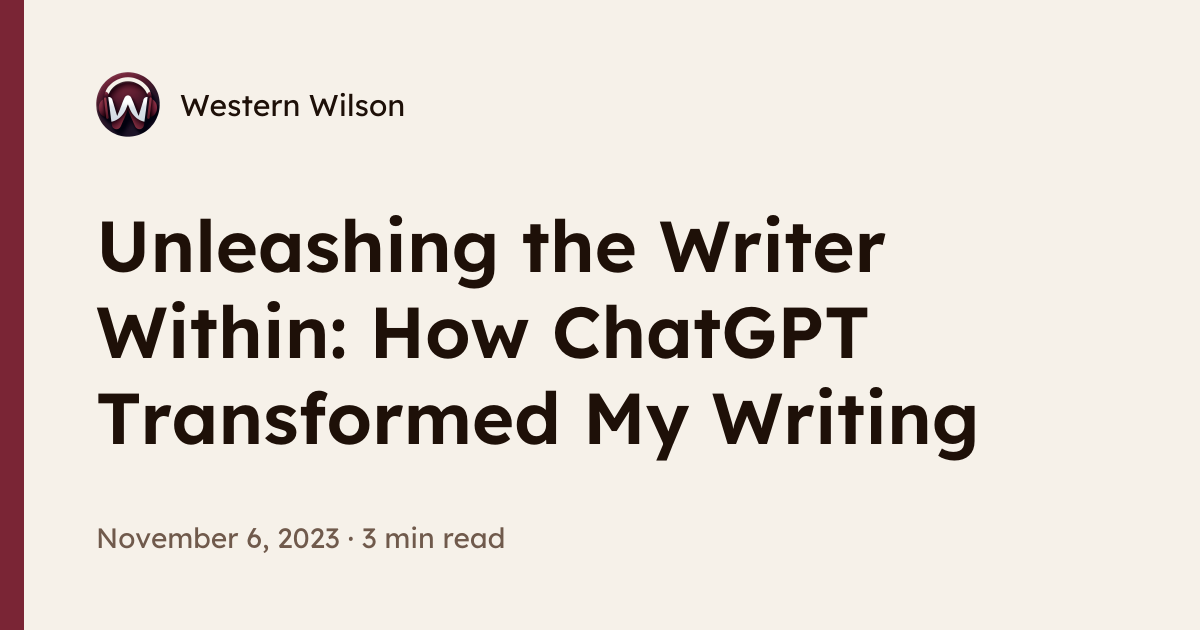 W
Western Wilson
Unleashing the Writer
Within: How ChatGPT
Transformed My Writing
November 6, 2023 · 3 min read